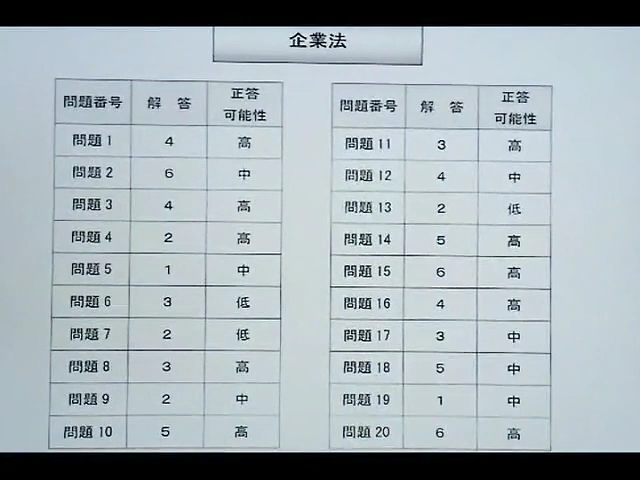 企業法
問題番号 解 答 正答可能性
問題1 4 高
問題2 6 中
問題3 4 高
問題4 2 高
問題5 1 中
問題6 3 低
問題7 2 低
問題8 3 高
問題9 2 中
問題10 5 高
問題番号 解 答 正答可能性
問題11 3 高
問題12 4 中
問題13 2 低
問題14 5 高
問題15 6 高
問題16 4 高
問題17 3 中
問題18 5 中
問題19 1 中
問題20 6 高